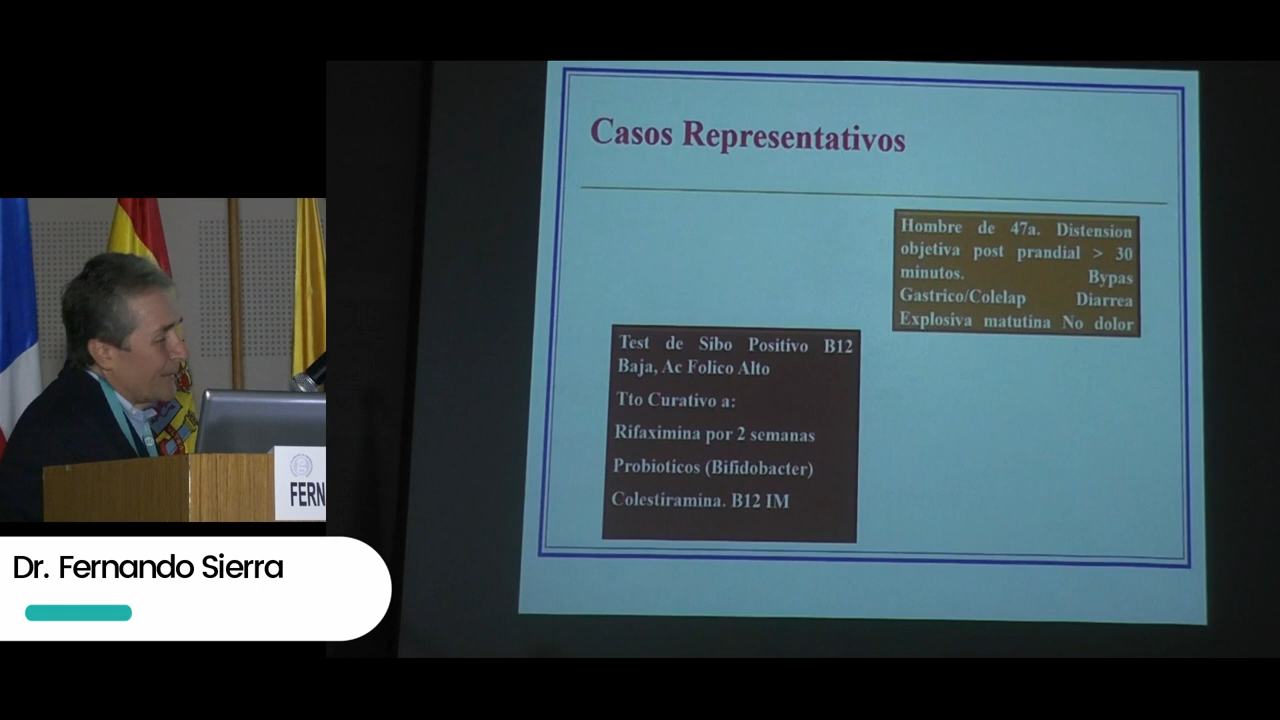 Casos Representativos
Hombre de 47a. Distension
objetiva post prandial > 30
minutos. Bypas
Gastrico/Colelap Diarrea
Explosiva matutina No dolor
Test de Sibo Positivo B12
Baja, Ac Folico Alto
Tto Curativo a:
Rifaximina por 2 semanas
Probioticos (Bifidobacter)
Colestiramina. B12 IM
FERN
Dr. Fernando Sierra